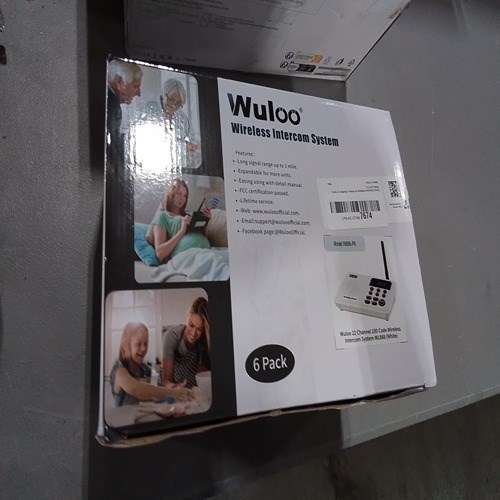 Wuloo®
Wireless Intercom System
Features:
-Long signal range up to 1 mile.
-Expandable for more units.
-Easing using with detail manual.
-FCC certification passed.
-Lifetime service.
-Web: www.wulooofficial.com.
-Email:support@wulooofficial.com.
-Facebook page:@WulooOfficial
7674
Wuloo 22 Channel 100 Code Wireless
Intercom System WL888 (White)
6 Pack